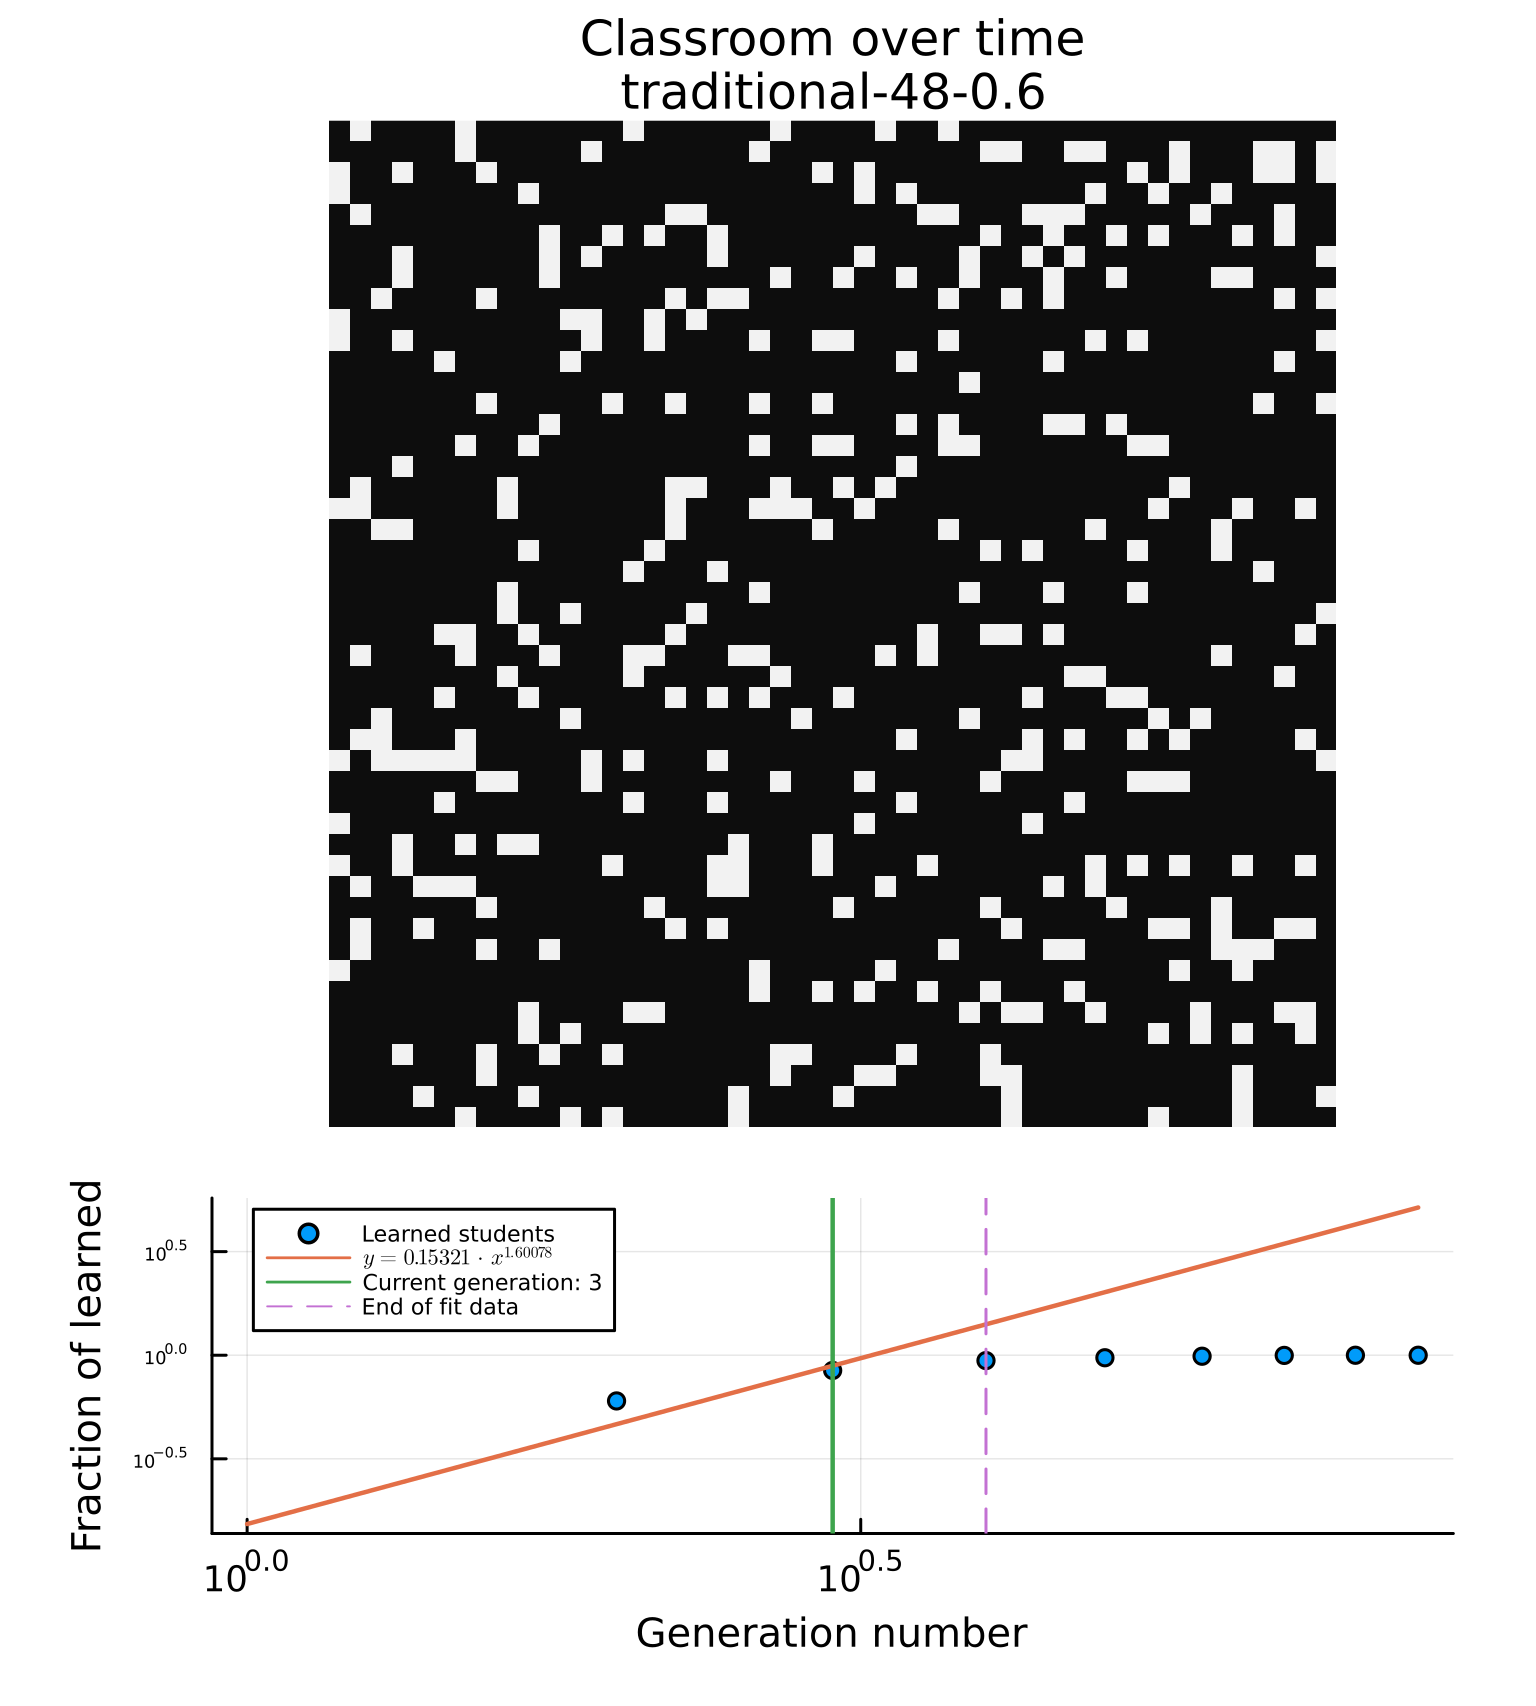 Classroom over time
traditional-48-0.6
Fraction of learned
10^0.5
10^0.0
10^−0.5
Learned students
y = 0.15321 · x^1.60078
Current generation: 3
End of fit data
10^0.0
10^0.5
Generation number